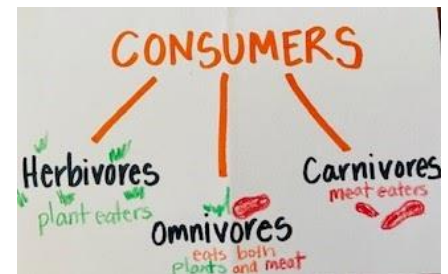 CONSUMERS
Herbivores
plant eaters
Omnivores
eats both
plants and meat
Carnivores
meat eaters